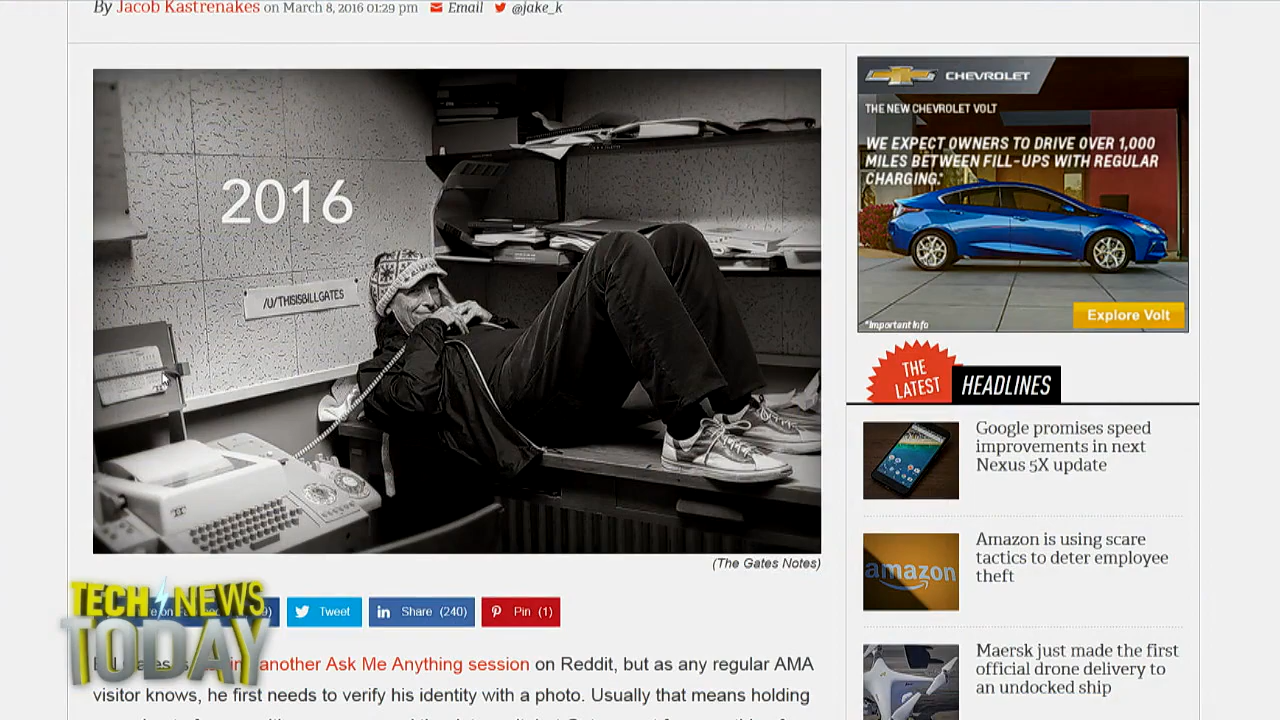 By Jacob Kastrenakes on March 8, 2016 01:29 pm Email @jake_k
2016
/U/THISISBILLGATES
(The Gates Notes)
Tweet
Share (240)
Pin (1)
TECH NEWS
TODAY
another Ask Me Anything session on Reddit, but as any regular AMA
visitor knows, he first needs to verify his identity with a photo. Usually that means holding
CHEVROLET
THE NEW CHEVROLET VOLT
WE EXPECT OWNERS TO DRIVE OVER 1,000
MILES BETWEEN FILL-UPS WITH REGULAR
CHARGING.*
*Important Info
Explore Volt
THE
LATEST
HEADLINES
Google promises speed
improvements in next
Nexus 5X update
amazon
Amazon is using scare
tactics to deter employee
theft
Maersk just made the first
official drone delivery to
an undocked ship